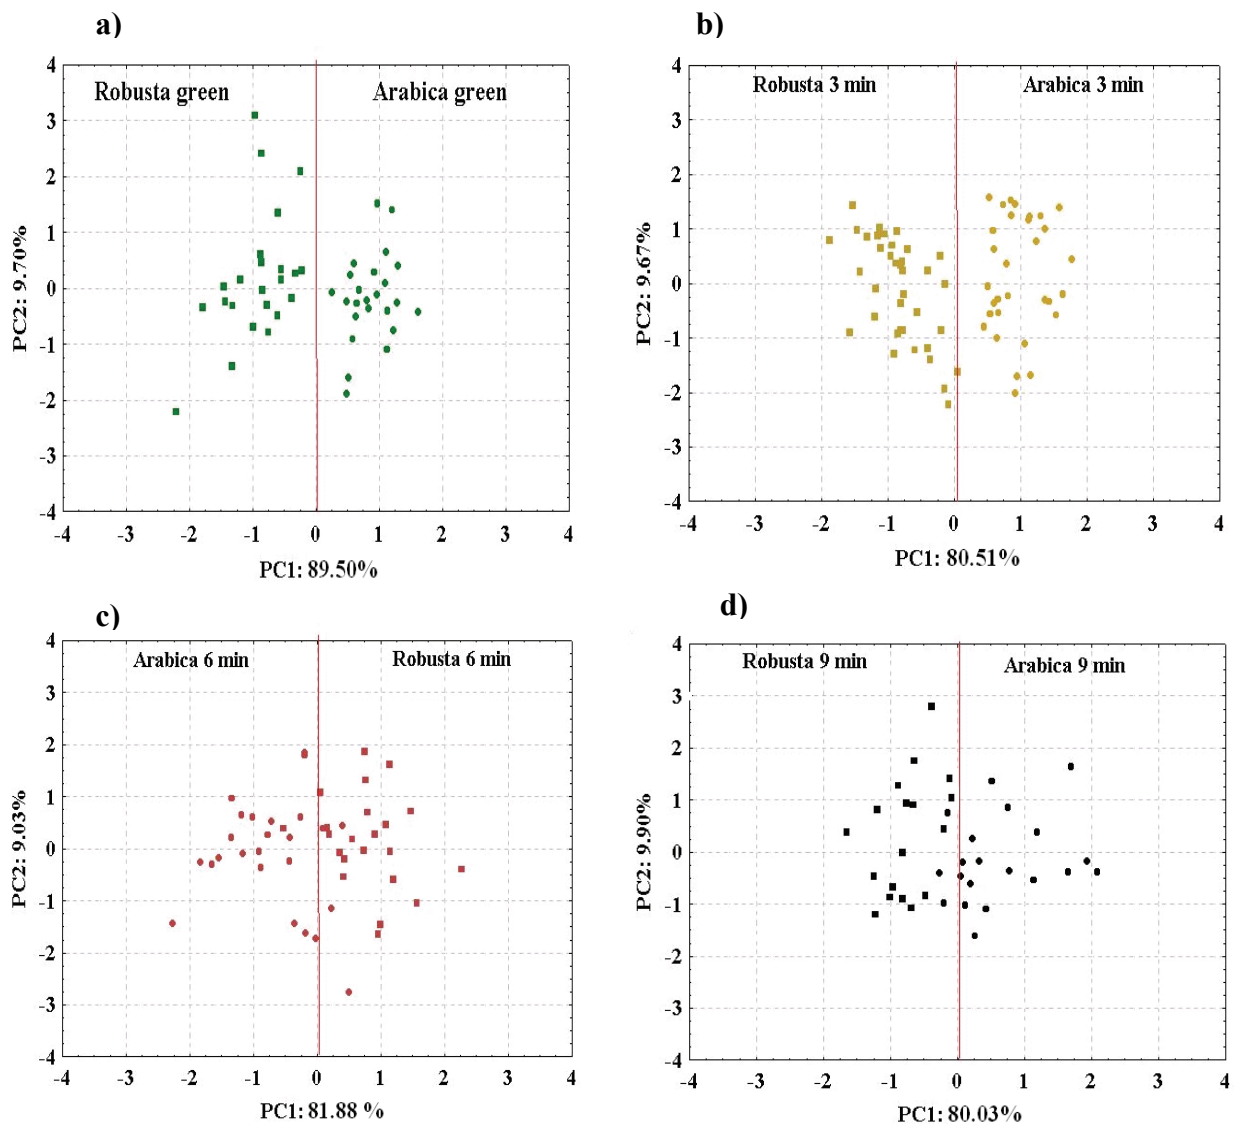 a)
Robusta green Arabica green
4
3
2
1
0
-1
-2
-3
-4
-4 -3 -2 -1 0 1 2 3 4
PC2: 9.70%
PC1: 89.50%
b)
Robusta 3 min Arabica 3 min
4
3
2
1
0
-1
-2
-3
-4
-4 -3 -2 -1 0 1 2 3 4
PC2: 9.67%
PC1: 80.51%
c)
Arabica 6 min Robusta 6 min
4
3
2
1
0
-1
-2
-3
-4
-4 -3 -2 -1 0 1 2 3 4
PC2: 9.03%
PC1: 81.88 %
d)
Robusta 9 min Arabica 9 min
4
3
2
1
0
-1
-2
-3
-4
-4 -3 -2 -1 0 1 2 3 4
PC2: 9.90%
PC1: 80.03%